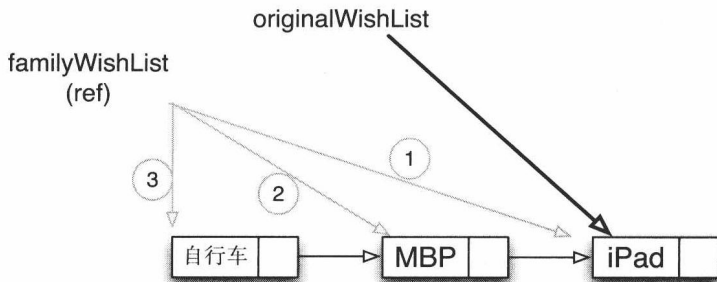 originalWishList
familyWishList
(ref)
1
3
2
自行车
MBP
iPad